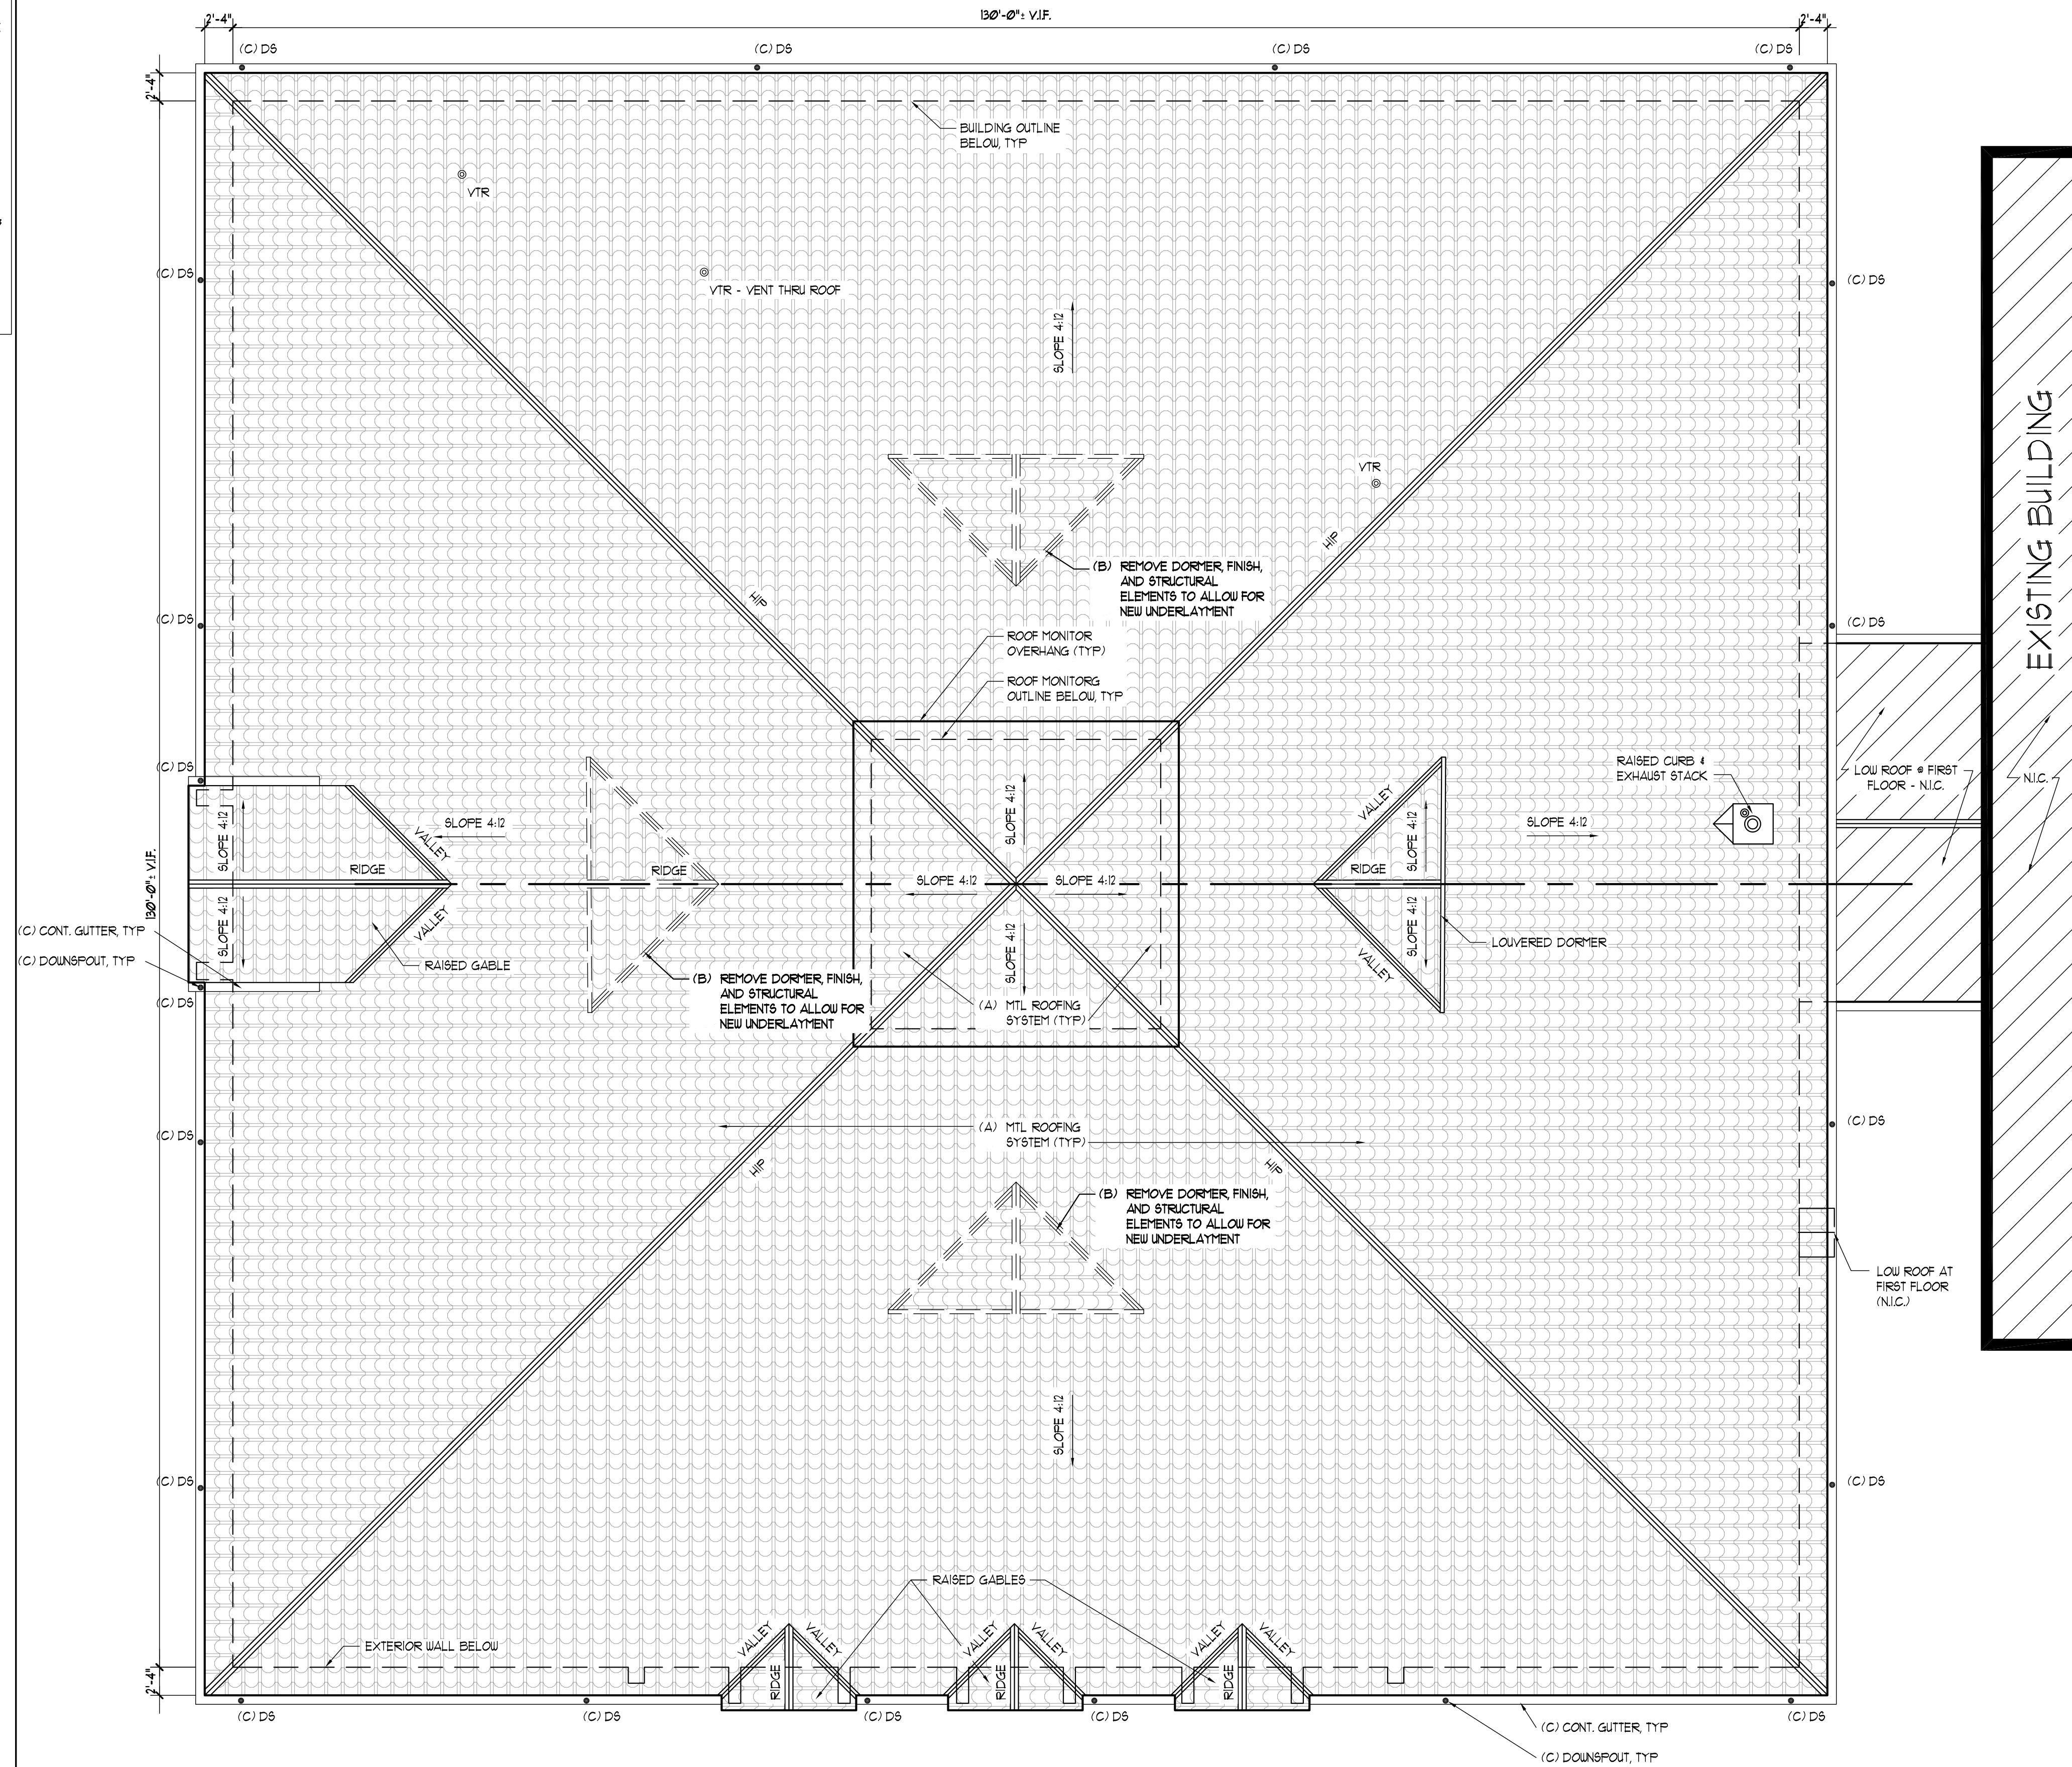 130'-0"± V.I.F.
2'-4"
2'-4"
(C) DS
(C) DS
(C) DS
(C) DS
2'-4"
BUILDING OUTLINE
BELOW, TYP
VTR
VTR - VENT THRU ROOF
(C) DS
(C) DS
SLOPE 4:12
EXISTING BUILDING
VTR
HIP
HIP
(B) REMOVE DORMER, FINISH,
AND STRUCTURAL
ELEMENTS TO ALLOW FOR
NEW UNDERLAYMENT
(C) DS
(C) DS
ROOF MONITOR
OVERHANG (TYP)
ROOF MONITORG
OUTLINE BELOW, TYP
(C) DS
RAISED CURB &
EXHAUST STACK
LOW ROOF @ FIRST
FLOOR - N.I.C.
N.I.C.
SLOPE 4:12
VALLEY
SLOPE 4:12
RIDGE
RIDGE
SLOPE 4:12
SLOPE 4:12
SLOPE 4:12
VALLEY
SLOPE 4:12
RIDGE
SLOPE 4:12
130'-0"± V.I.F.
SLOPE 4:12
VALLEY
SLOPE 4:12
SLOPE 4:12
VALLEY
(C) CONT. GUTTER, TYP
(C) DOWNSPOUT, TYP
RAISED GABLE
LOUVERED DORMER
(B) REMOVE DORMER, FINISH,
AND STRUCTURAL
ELEMENTS TO ALLOW FOR
NEW UNDERLAYMENT
(A) MTL ROOFING
SYSTEM (TYP)
(C) DS
(C) DS
(C) DS
(A) MTL ROOFING
SYSTEM (TYP)
HIP
HIP
(B) REMOVE DORMER, FINISH,
AND STRUCTURAL
ELEMENTS TO ALLOW FOR
NEW UNDERLAYMENT
LOW ROOF AT
FIRST FLOOR
(N.I.C.)
SLOPE 4:12
(C) DS
(C) DS
RAISED GABLES
EXTERIOR WALL BELOW
VALLEY
VALLEY
VALLEY
VALLEY
VALLEY
VALLEY
RIDGE
RIDGE
RIDGE
2'-4"
(C) DS
(C) DS
(C) DS
(C) DS
(C) DS
(C) CONT. GUTTER, TYP
(C) DOWNSPOUT, TYP